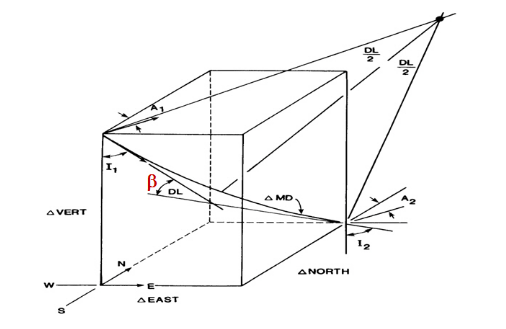 DL
2
DL
2
A1
I1
β
DL
Δ MD
A2
Δ VERT
I2
N
Δ NORTH
W
E
Δ EAST
S